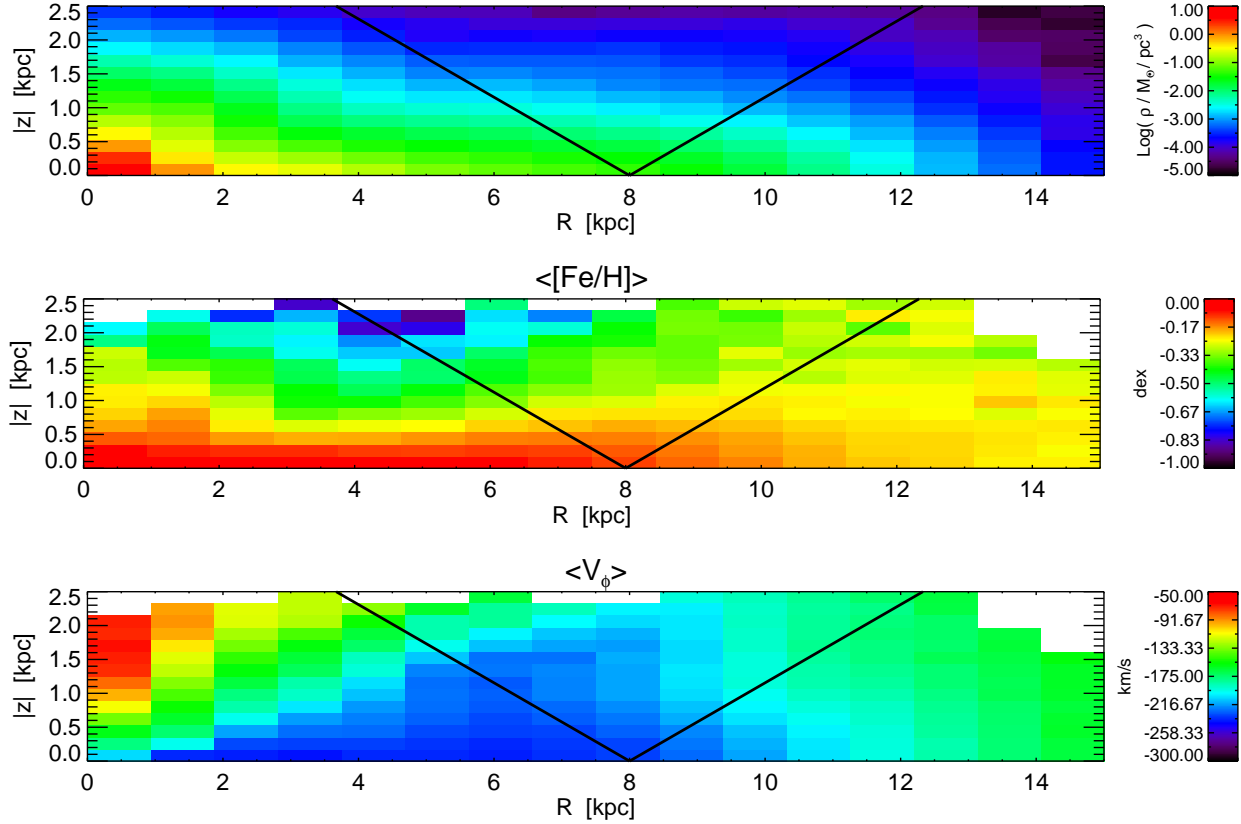 2.5
2.0
1.5
1.0
0.5
0.0
|z| [kpc]
0 2 4 6 8 10 12 14
R [kpc]
1.00
0.00
-1.00
-2.00
-4.00
-5.00
Log( ρ / M⊙ / pc³ )
<[Fe/H]>
2.5
2.0
1.5
1.0
0.5
0.0
|z| [kpc]
0 2 4 6 8 10 12 14
R [kpc]
0.00
-0.17
-0.33
-0.50
-0.67
-0.83
-1.00
dex
<Vϕ>
2.5
2.0
1.5
1.0
0.5
0.0
|z| [kpc]
0 2 4 6 8 10 12 14
R [kpc]
-50.00
-91.67
-133.33
-175.00
-216.67
-258.33
-300.00
km/s